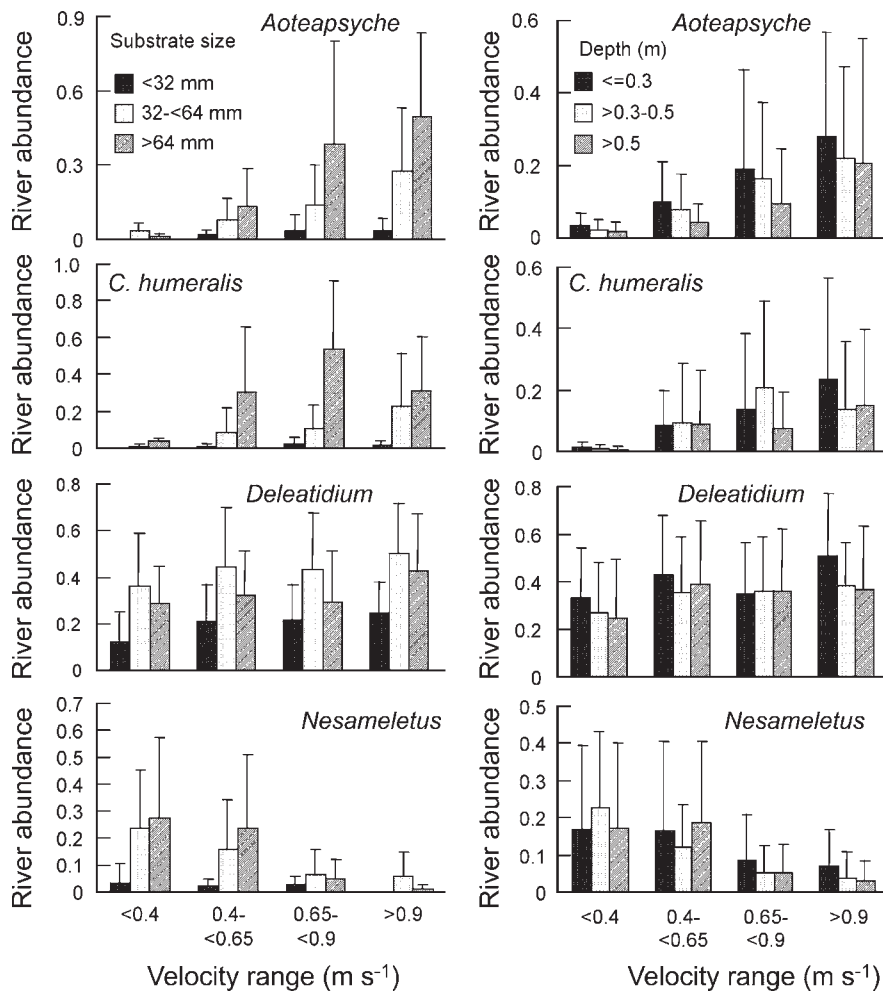 Aoteapsyche
River abundance
0.9
0.6
0.3
0
Substrate size
<32 mm
32-<64 mm
>64 mm
Aoteapsyche
River abundance
0.6
0.4
0.2
0
Depth (m)
<=0.3
>0.3-0.5
>0.5
C. humeralis
River abundance
1.0
0.8
0.6
0.4
0.2
0
C. humeralis
River abundance
0.6
0.4
0.2
0
Deleatidium
River abundance
0.8
0.6
0.4
0.2
0
Deleatidium
River abundance
0.8
0.6
0.4
0.2
0
Nesameletus
River abundance
0.7
0.6
0.5
0.4
0.3
0.2
0.1
0
<0.4
0.4-
<0.65
0.65-
<0.9
>0.9
Velocity range (m s-1)
Nesameletus
River abundance
0.5
0.4
0.3
0.2
0.1
0
<0.4
0.4-
<0.65
0.65-
<0.9
>0.9
Velocity range (m s-1)